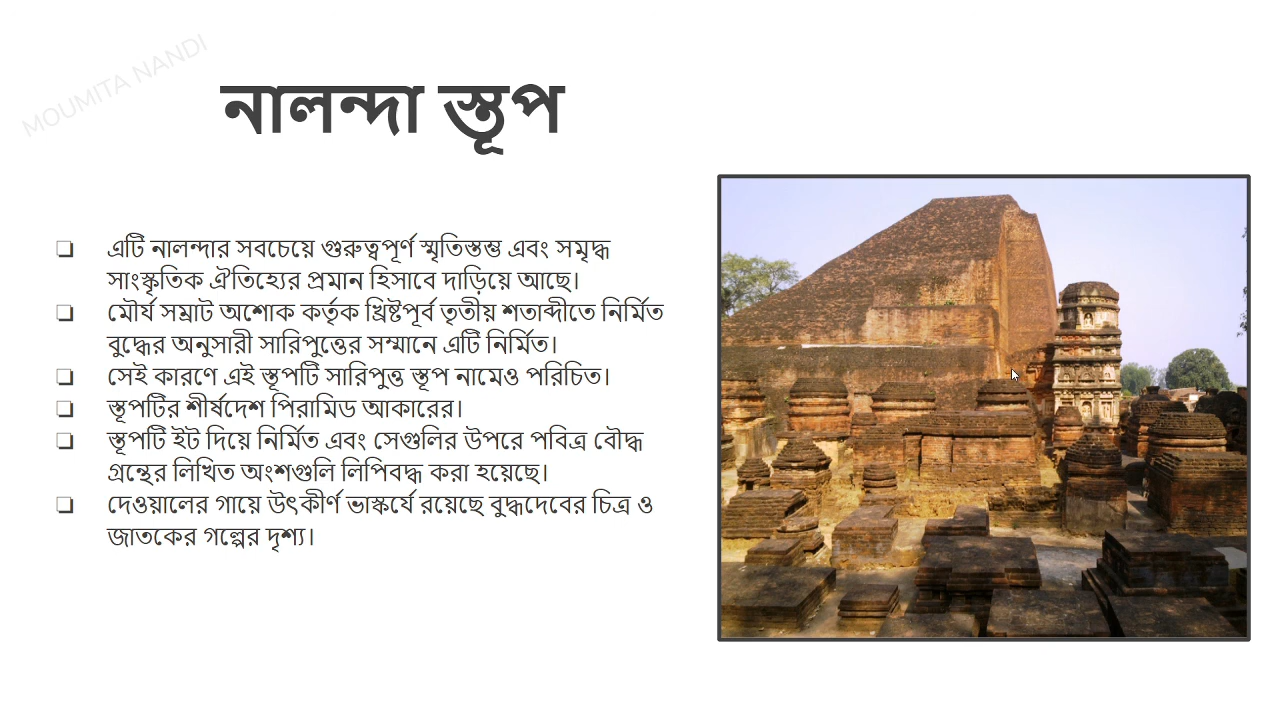 MOUMITA NANDI
নালন্দা স্তূপ
❏ এটি নালন্দার সবচেয়ে গুরুত্বপূর্ণ স্মৃতিস্তম্ভ এবং সমৃদ্ধ
সাংস্কৃতিক ঐতিহ্যের প্রমান হিসাবে দাড়িয়ে আছে।
❏ মৌর্য সম্রাট অশোক কর্তৃক খ্রিষ্টপূর্ব তৃতীয় শতাব্দীতে নির্মিত
বুদ্ধের অনুসারী সারিপুত্তের সম্মানে এটি নির্মিত।
❏ সেই কারণে এই স্তূপটি সারিপুত্ত স্তূপ নামেও পরিচিত।
❏ স্তূপটির শীর্ষদেশ পিরামিড আকারের।
❏ স্তূপটি ইট দিয়ে নির্মিত এবং সেগুলির উপরে পবিত্র বৌদ্ধ
গ্রন্থের লিখিত অংশগুলি লিপিবদ্ধ করা হয়েছে।
❏ দেওয়ালের গায়ে উৎকীর্ণ ভাস্কর্যে রয়েছে বুদ্ধদেবের চিত্র ও
জাতকের গল্পের দৃশ্য।